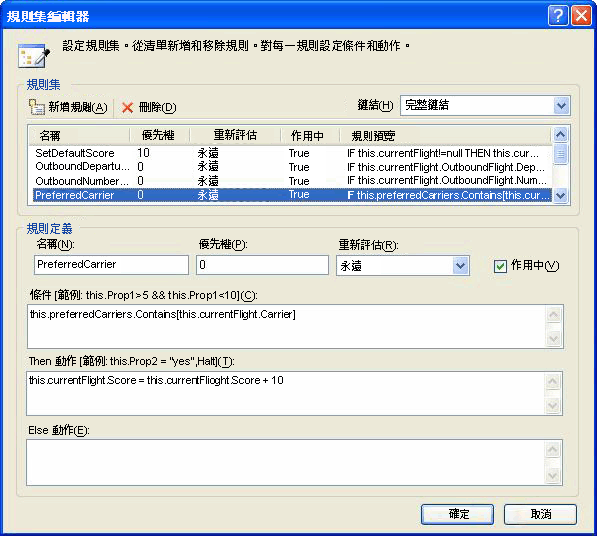 規則集編輯器
設定規則集。從清單新增和移除規則。對每一規則設定條件和動作。
規則集
新增規則(A) 刪除(D) 鏈結(H) 完整鏈結
名稱 優先權 重新評估 作用中 規則預覽
SetDefaultScore 10 永遠 True IF this.currentFlight!=null THEN this.cur...
OutboundDepartu... 0 永遠 True IF this.currentFlight.OutboundFlight.Dep...
OutboundNumber... 0 永遠 True IF this.currentFlight.OutboundFlight.Num...
PreferredCarrier 0 永遠 True IF this.preferredCarriers.Contains[this.cur...
規則定義
名稱(N): 優先權(P): 重新評估(R):
PreferredCarrier 0 永遠 作用中(V)
條件 [範例: this.Prop1>5 && this.Prop1<10](C):
this.preferredCarriers.Contains[this.currentFlight.Carrier]
Then 動作 [範例: this.Prop2 = "yes",Halt](T):
this.currentFlight.Score = this.currentFlioght.Score + 10
Else 動作(E):
確定 取消